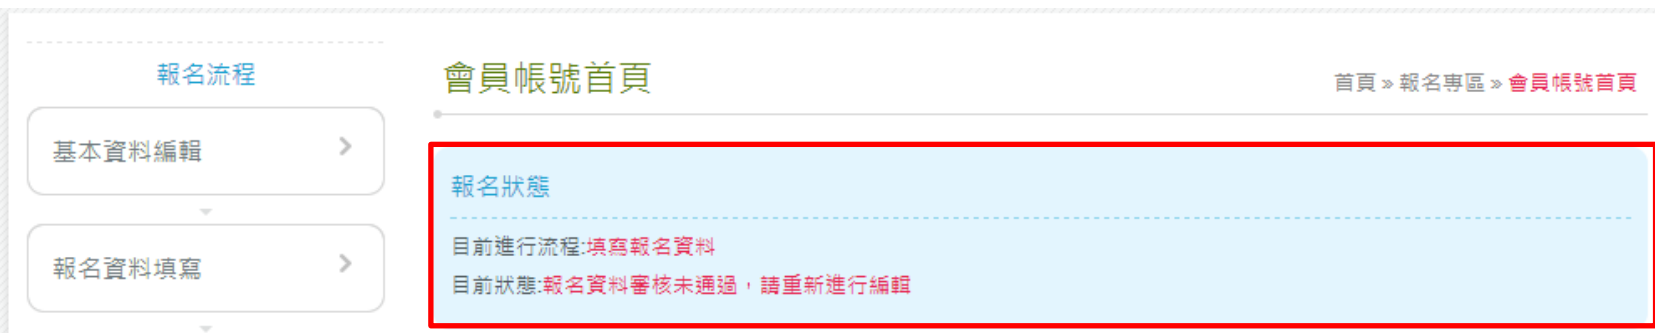 報名流程
基本資料編輯
報名資料填寫
會員帳號首頁
首頁 » 報名專區 » 會員帳號首頁
報名狀態
目前進行流程:填寫報名資料
目前狀態:報名資料審核未通過，請重新進行編輯